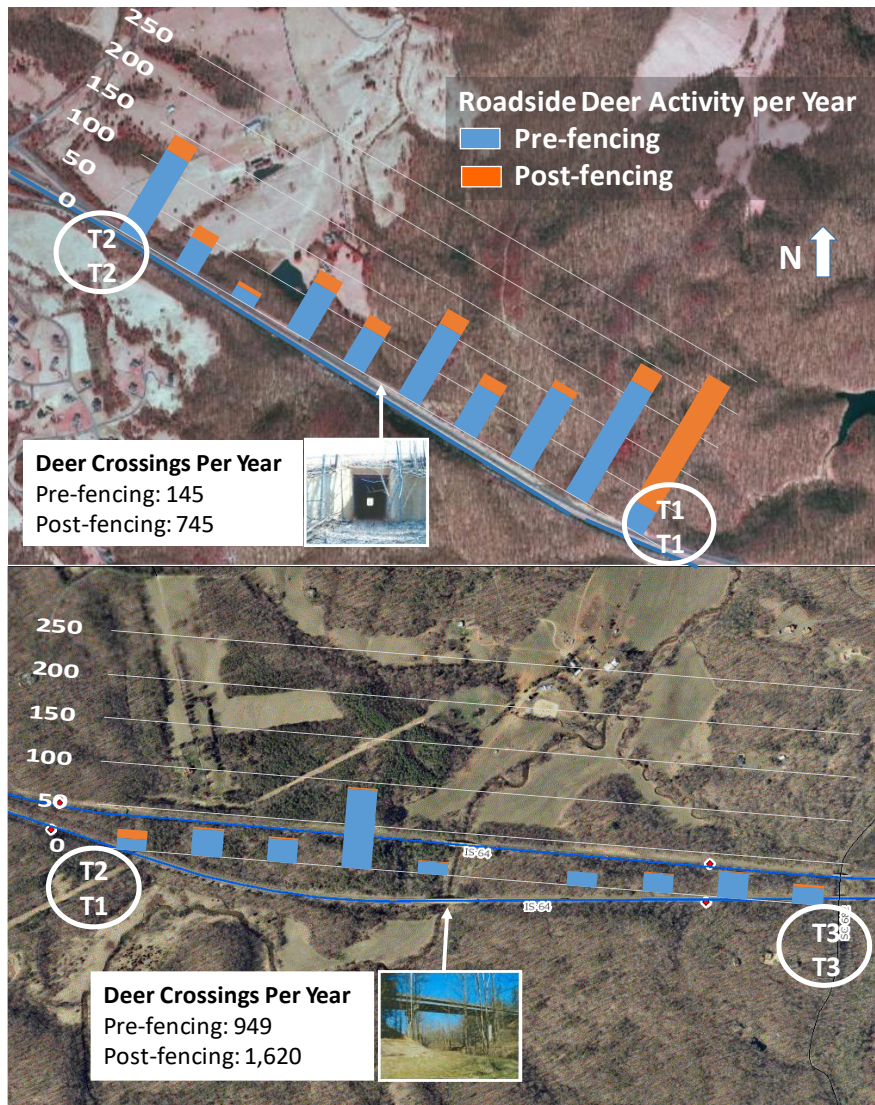 250
200
150
100
50
0
Roadside Deer Activity per Year
Pre-fencing
Post-fencing
N
T2
T2
Deer Crossings Per Year
Pre-fencing: 145
Post-fencing: 745
T1
T1
250
200
150
100
50
0
IS 64
IS 64
T2
T1
T3
T3
Deer Crossings Per Year
Pre-fencing: 949
Post-fencing: 1,620